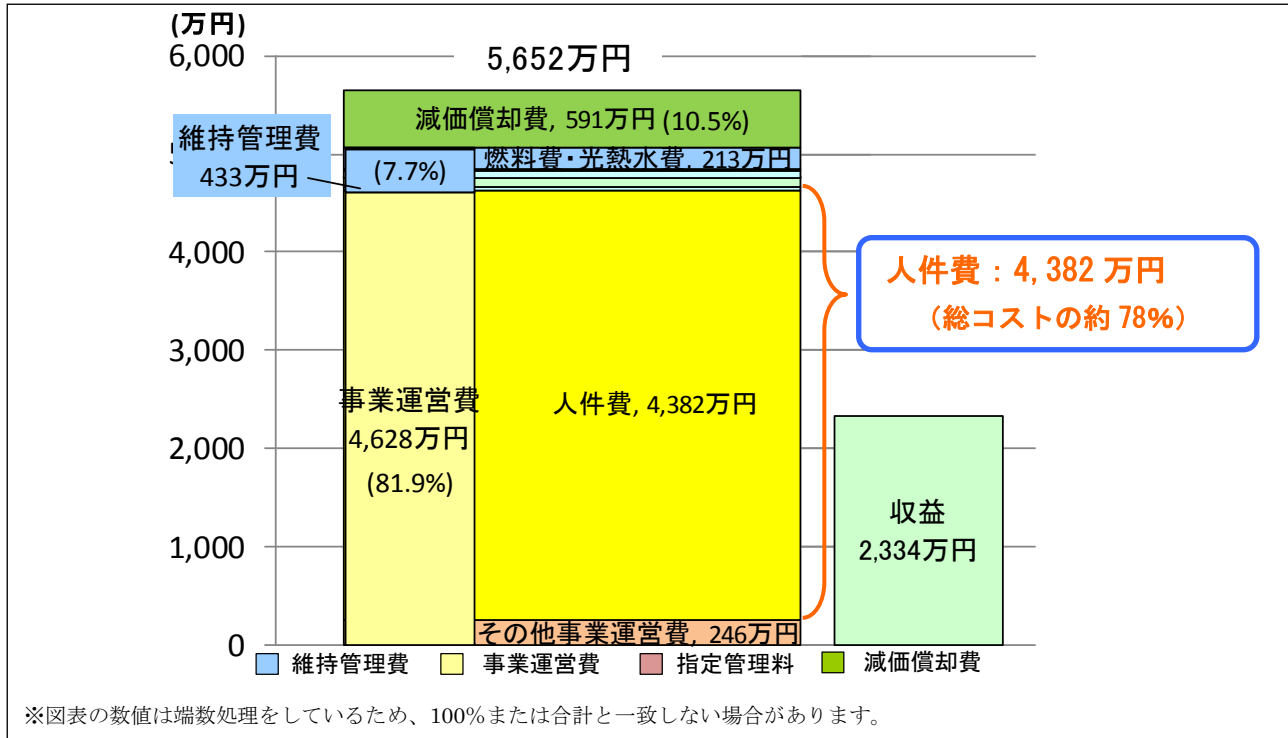 (万円)
6,000
5,652万円
減価償却費, 591万円 (10.5%)
維持管理費
433万円
(7.7%)
燃料費・光熱水費, 213万円
4,000
人件費：4,382 万円
（総コストの約 78%）
3,000
事業運営費
4,628万円
(81.9%)
人件費, 4,382万円
2,000
収益
2,334万円
1,000
その他事業運営費, 246万円
0
維持管理費 事業運営費 指定管理料 減価償却費
※図表の数値は端数処理をしているため、100%または合計と一致しない場合があります。